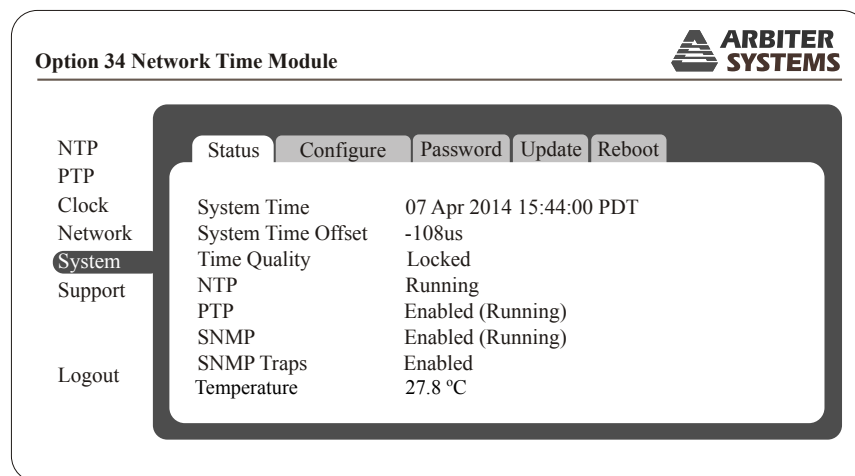 Option 34 Network Time Module
ARBITER
SYSTEMS
NTP
PTP
Clock
Network
System
Support
Logout
Status Configure Password Update Reboot
System Time 07 Apr 2014 15:44:00 PDT
System Time Offset -108us
Time Quality Locked
NTP Running
PTP Enabled (Running)
SNMP Enabled (Running)
SNMP Traps Enabled
Temperature 27.8 ºC